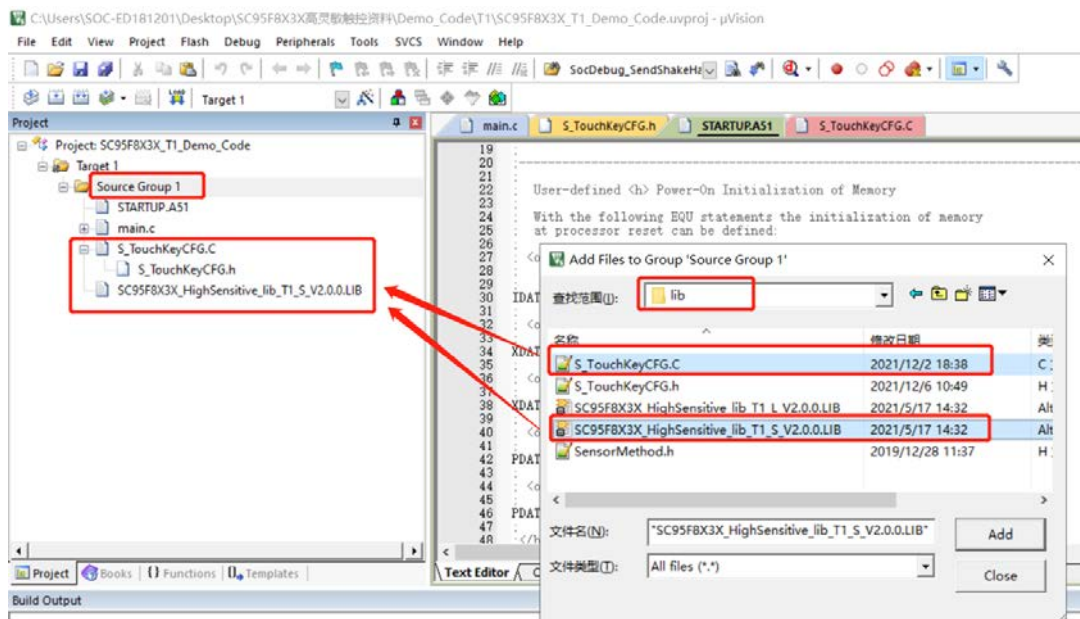 C:\Users\SOC-ED181201\Desktop\SC95F8X3X高灵敏触控资料\Demo_Code\T1\SC95F8X3X_T1_Demo_Code.uvproj - µVision
File Edit View Project Flash Debug Peripherals Tools SVCS Window Help
SocDebug_SendShakeHa
Target 1
Project
main.c S_TouchKeyCFG.h STARTUP.A51 S_TouchKeyCFG.C
Project: SC95F8X3X_T1_Demo_Code
Target 1
Source Group 1
STARTUP.A51
main.c
S_TouchKeyCFG.C
S_TouchKeyCFG.h
SC95F8X3X_HighSensitive_lib_T1_S_V2.0.0.LIB
19
20 ;------------------------------------------------------------------------------
21 ;
22 ; User-defined <h> Power-On Initialization of Memory
23 ;
24 ; With the following EQU statements the initialization of memory
25 ; at processor reset can be defined:
26 ;
27 ; <o
28
29
30 IDAT
31 ;
32 ; <o
33
34 XDAT
35
36 ; <o
37
38 XDAT
39
40 ; <o
41
42 PDAT
43 ;
44 ; <o
45 ;
46 PDAT
47 ;
48 ; </h
Add Files to Group 'Source Group 1'
查找范围(I): lib
名称 修改日期 类
S_TouchKeyCFG.C 2021/12/2 18:38 C
S_TouchKeyCFG.h 2021/12/6 10:49 H
SC95F8X3X_HighSensitive_lib_T1_L_V2.0.0.LIB 2021/5/17 14:32 Alt
SC95F8X3X_HighSensitive_lib_T1_S_V2.0.0.LIB 2021/5/17 14:32 Alt
SensorMethod.h 2019/12/28 11:37 H
文件名(N): "SC95F8X3X_HighSensitive_lib_T1_S_V2.0.0.LIB" Add
文件类型(T): All files (*.*) Close
Project Books {} Functions Templates
Text Editor
Build Output